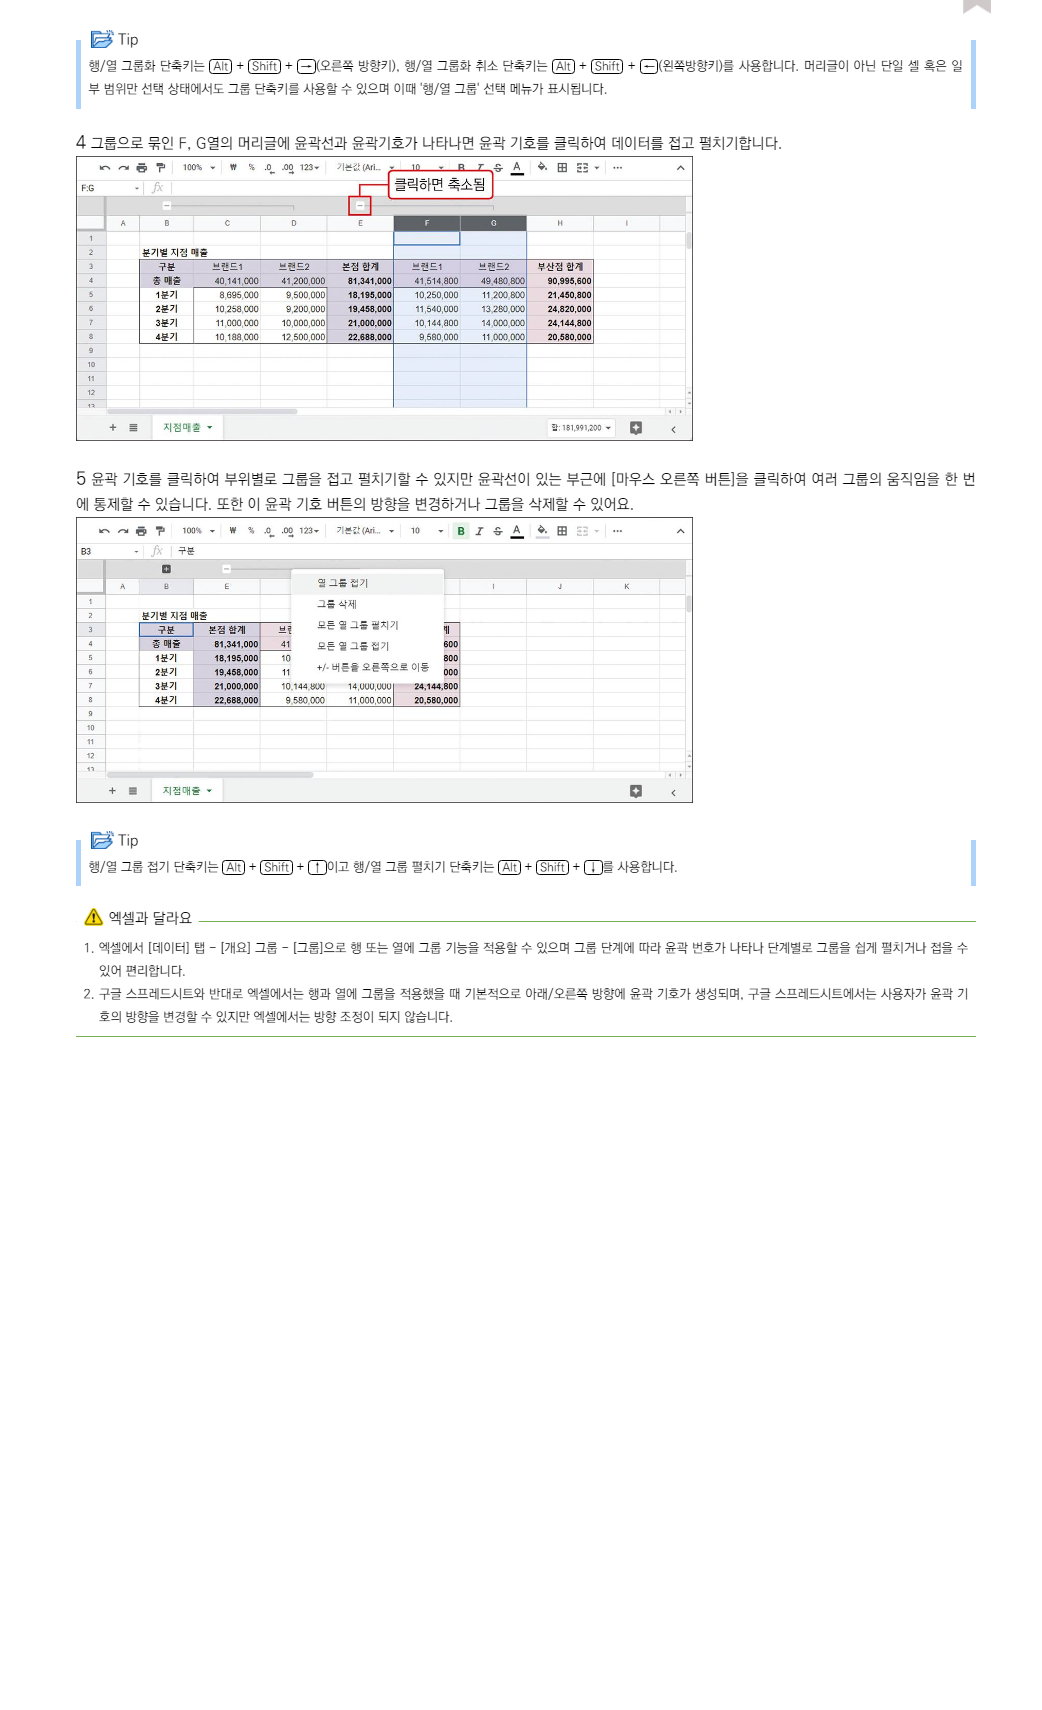 Tip
행/열 그룹화 단축키는 Alt + Shift + →(오른쪽 방향키), 행/열 그룹화 취소 단축키는 Alt + Shift + ←(왼쪽방향키)를 사용합니다. 머리글이 아닌 단일 셀 혹은 일
부 범위만 선택 상태에서도 그룹 단축키를 사용할 수 있으며 이때 '행/열 그룹' 선택 메뉴가 표시됩니다.
4 그룹으로 묶인 F, G열의 머리글에 윤곽선과 윤곽기호가 나타나면 윤곽 기호를 클릭하여 데이터를 접고 펼치기합니다.
100% ₩ % .0 .00 123 기본값 (Ari... 10 B I S A
클릭하면 축소됨
F:G fx
A B C D E F G H I
1
2 분기별 지점 매출
3 구분 브랜드1 브랜드2 본점 합계 브랜드1 브랜드2 부산점 합계
4 총 매출 40,141,000 41,200,000 81,341,000 41,514,800 49,480,800 90,995,600
5 1분기 8,695,000 9,500,000 18,195,000 10,250,000 11,200,800 21,450,800
6 2분기 10,258,000 9,200,000 19,458,000 11,540,000 13,280,000 24,820,000
7 3분기 11,000,000 10,000,000 21,000,000 10,144,800 14,000,000 24,144,800
8 4분기 10,188,000 12,500,000 22,688,000 9,580,000 11,000,000 20,580,000
9
10
11
12
13
+ 지점매출 합: 181,991,200
5 윤곽 기호를 클릭하여 부위별로 그룹을 접고 펼치기할 수 있지만 윤곽선이 있는 부근에 [마우스 오른쪽 버튼]을 클릭하여 여러 그룹의 움직임을 한 번
에 통제할 수 있습니다. 또한 이 윤곽 기호 버튼의 방향을 변경하거나 그룹을 삭제할 수 있어요.
100% ₩ % .0 .00 123 기본값 (Ari... 10 B I S A
B3 fx 구분
A B E I J K
열 그룹 접기
그룹 삭제
모든 열 그룹 펼치기
모든 열 그룹 접기
+/- 버튼을 오른쪽으로 이동
1
2 분기별 지점 매출
3 구분 본점 합계 브랜 계
4 총 매출 81,341,000 41 600
5 1분기 18,195,000 10 800
6 2분기 19,458,000 11 000
7 3분기 21,000,000 10,144,800 14,000,000 24,144,800
8 4분기 22,688,000 9,580,000 11,000,000 20,580,000
9
10
11
12
13
+ 지점매출
Tip
행/열 그룹 접기 단축키는 Alt + Shift + ↑이고 행/열 그룹 펼치기 단축키는 Alt + Shift + ↓를 사용합니다.
엑셀과 달라요
1. 엑셀에서 [데이터] 탭 - [개요] 그룹 - [그룹]으로 행 또는 열에 그룹 기능을 적용할 수 있으며 그룹 단계에 따라 윤곽 번호가 나타나 단계별로 그룹을 쉽게 펼치거나 접을 수
있어 편리합니다.
2. 구글 스프레드시트와 반대로 엑셀에서는 행과 열에 그룹을 적용했을 때 기본적으로 아래/오른쪽 방향에 윤곽 기호가 생성되며, 구글 스프레드시트에서는 사용자가 윤곽 기
호의 방향을 변경할 수 있지만 엑셀에서는 방향 조정이 되지 않습니다.